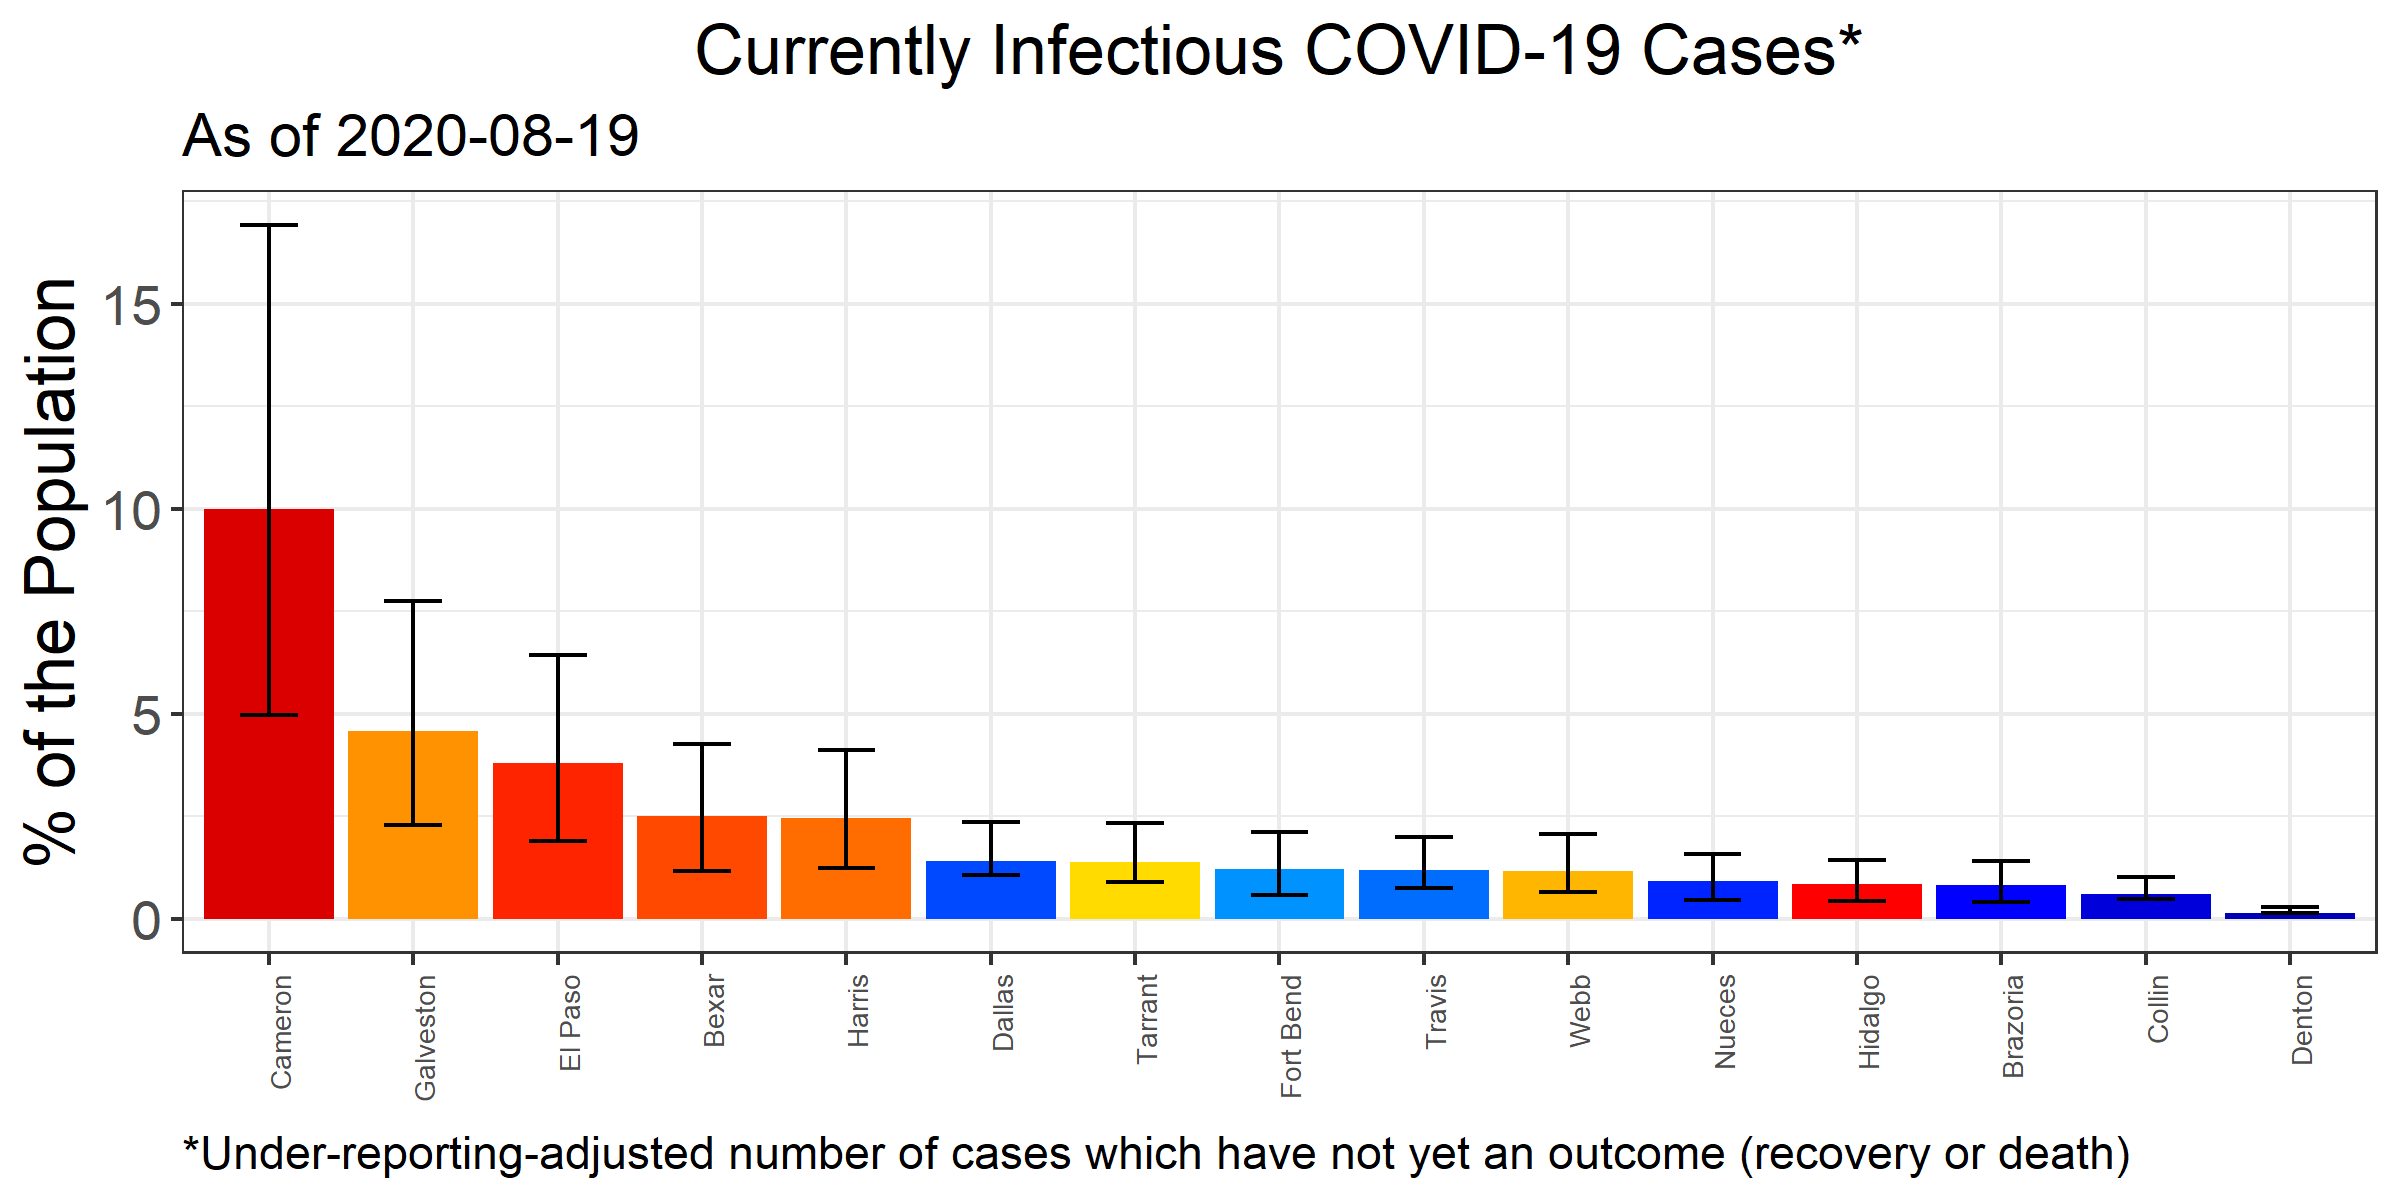 Currently Infectious COVID-19 Cases*
As of 2020-08-19
% of the Population
15
10
5
0
Cameron
Galveston
El Paso
Bexar
Harris
Dallas
Tarrant
Fort Bend
Travis
Webb
Nueces
Hidalgo
Brazoria
Collin
Denton
*Under-reporting-adjusted number of cases which have not yet an outcome (recovery or death)